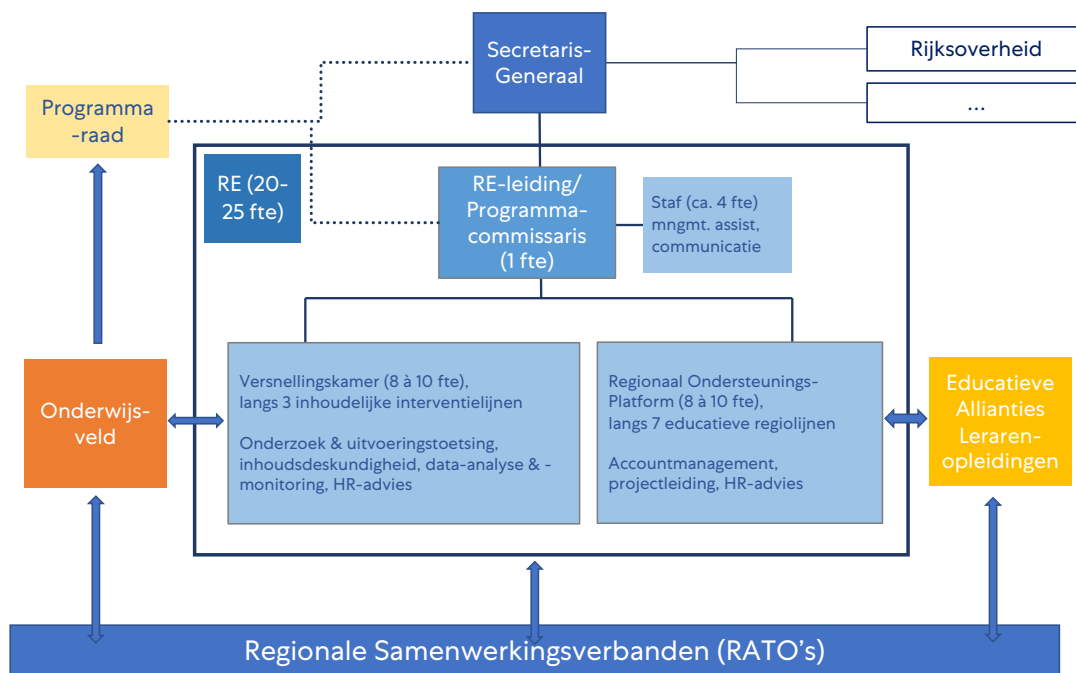 Secretaris-
Generaal
Rijksoverheid
...
Programma
-raad
RE (20-
25 fte)
RE-leiding/
Programma-
commissaris
(1 fte)
Staf (ca. 4 fte)
mngmt. assist,
communicatie
Onderwijs-
veld
Versnellingskamer (8 à 10 fte),
langs 3 inhoudelijke interventielijnen
Onderzoek & uitvoeringstoetsing,
inhoudsdeskundigheid, data-analyse & -
monitoring, HR-advies
Regionaal Ondersteunings-
Platform (8 à 10 fte),
langs 7 educatieve regiolijnen
Accountmanagement,
projectleiding, HR-advies
Educatieve
Allianties
Leraren-
opleidingen
Regionale Samenwerkingsverbanden (RATO's)